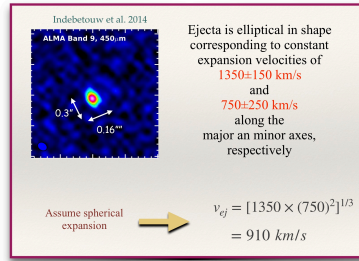 Indebetouw et al. 2014
ALMA Band 9, 450μm
0.3"
0.16""
Ejecta is elliptical in shape
corresponding to constant
expansion velocities of
1350±150 km/s
and
750±250 km/s
along the
major an minor axes,
respectively
Assume spherical
expansion
v_ej = [1350 × (750)²]^1/3
= 910 km/s